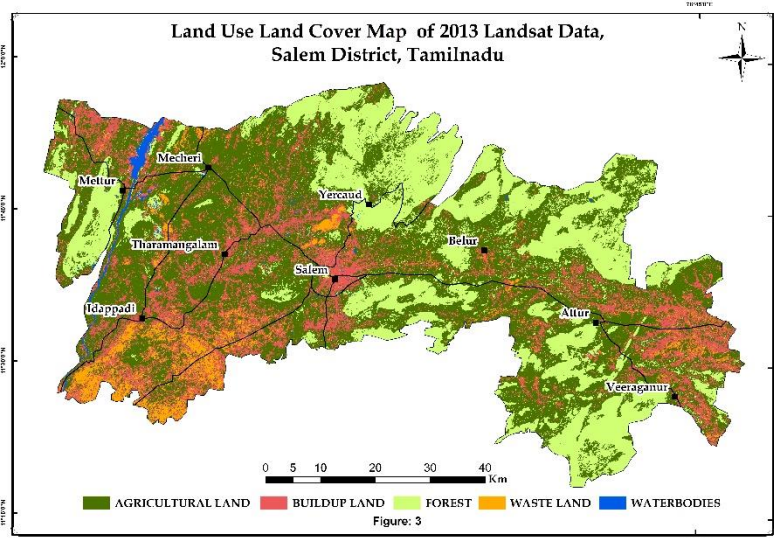 Land Use Land Cover Map of 2013 Landsat Data,
Salem District, Tamilnadu
N
Mecheri
Mettur
Yercaud
Tharamangalam
Belur
Salem
Idappadi
Attur
Veeraganur
0 5 10 20 30 40
Km
AGRICULTURAL LAND BUILDUP LAND FOREST WASTE LAND WATERBODIES
Figure: 3